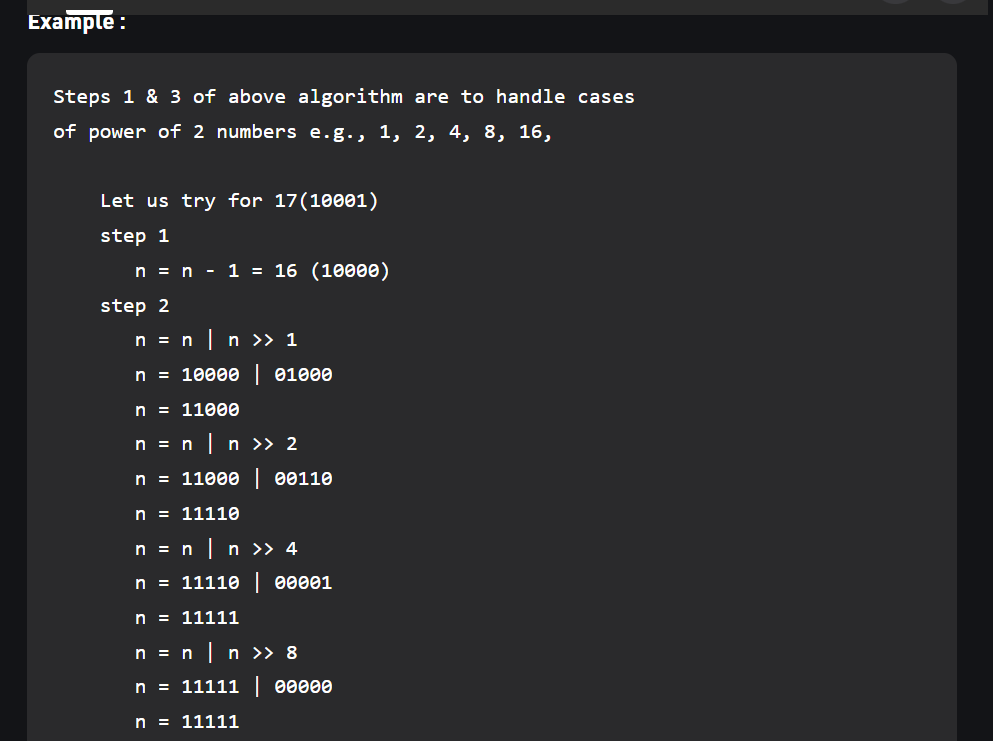 Example :
Steps 1 & 3 of above algorithm are to handle cases
of power of 2 numbers e.g., 1, 2, 4, 8, 16,
Let us try for 17(10001)
step 1
n = n - 1 = 16 (10000)
step 2
n = n | n >> 1
n = 10000 | 01000
n = 11000
n = n | n >> 2
n = 11000 | 00110
n = 11110
n = n | n >> 4
n = 11110 | 00001
n = 11111
n = n | n >> 8
n = 11111 | 00000
n = 11111